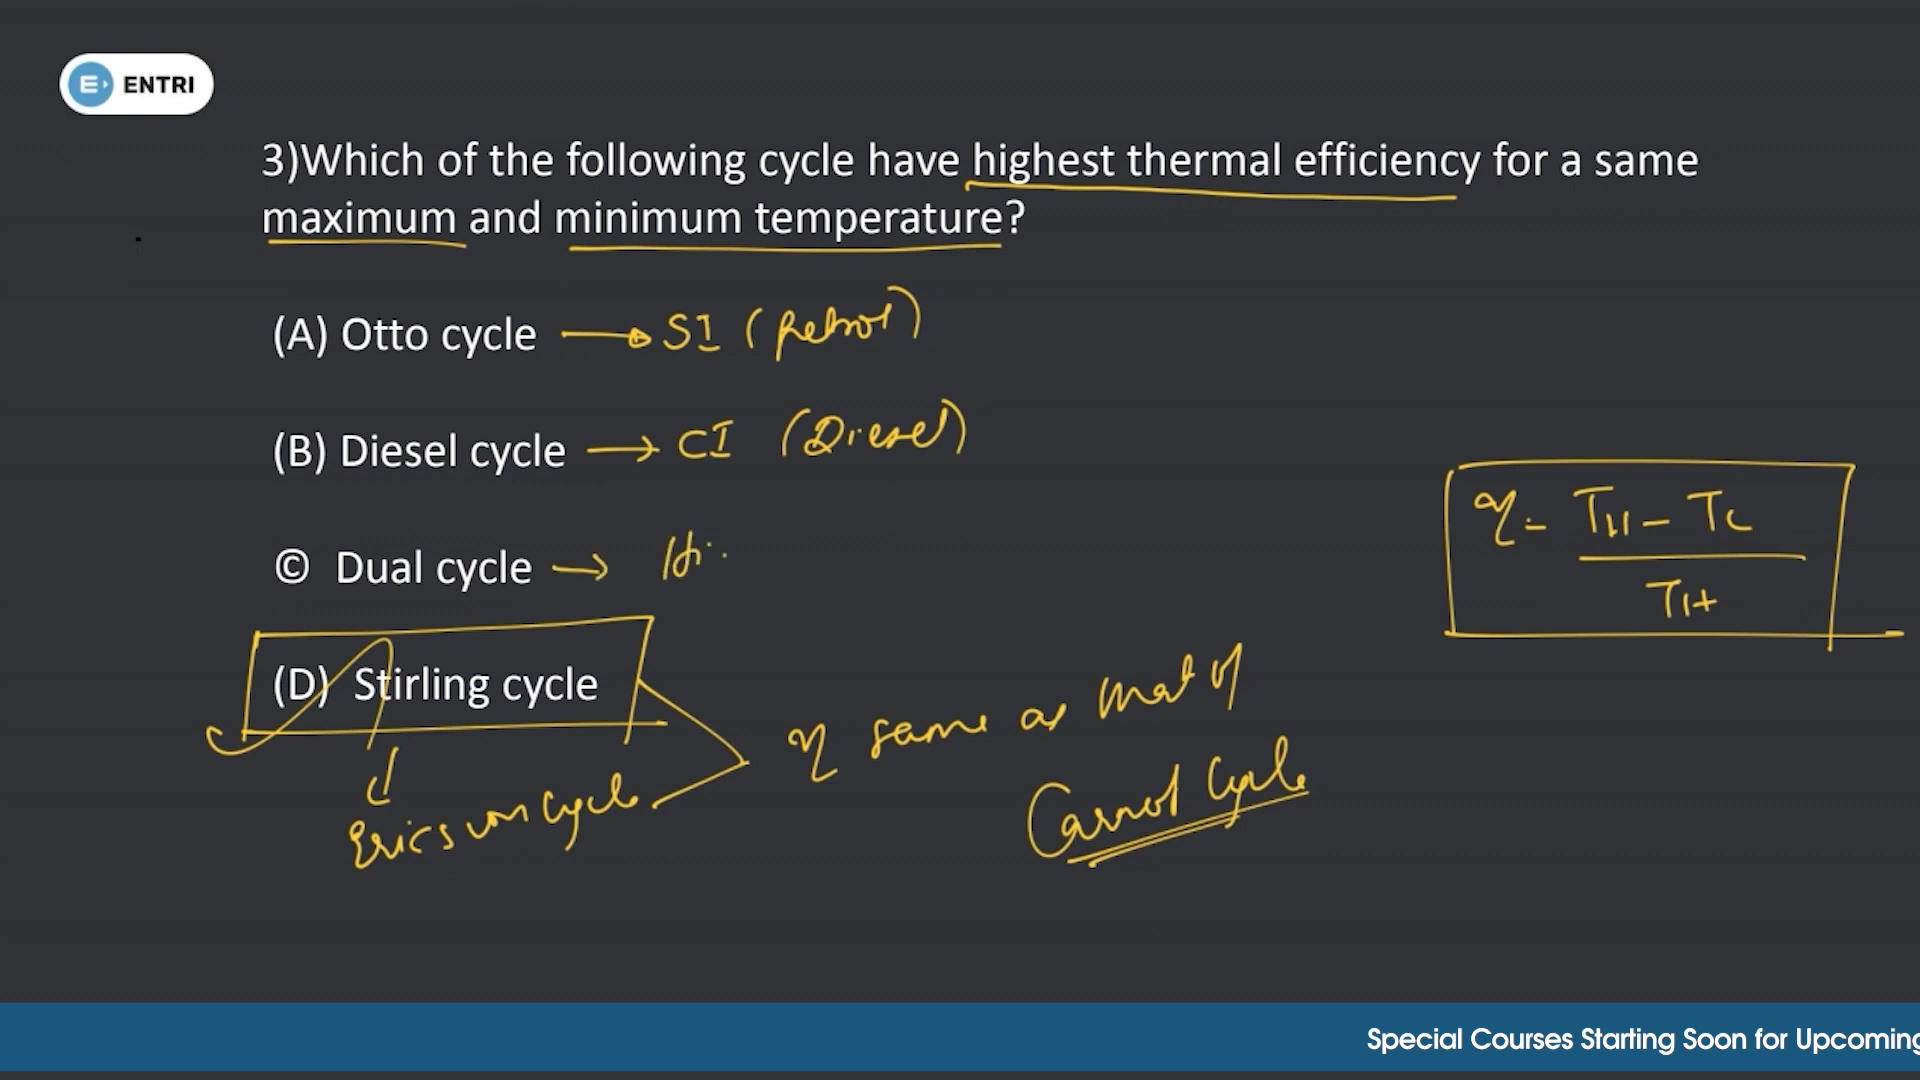 ENTRI
3)Which of the following cycle have highest thermal efficiency for a same
maximum and minimum temperature?
(A) Otto cycle → SI (petrol)
(B) Diesel cycle → CI (Diesel)
© Dual cycle →
(D) Stirling cycle
Ericsson cycle
η same as that of
Carnot Cycle
η = TH - TC
TH
Special Courses Starting Soon for Upcoming